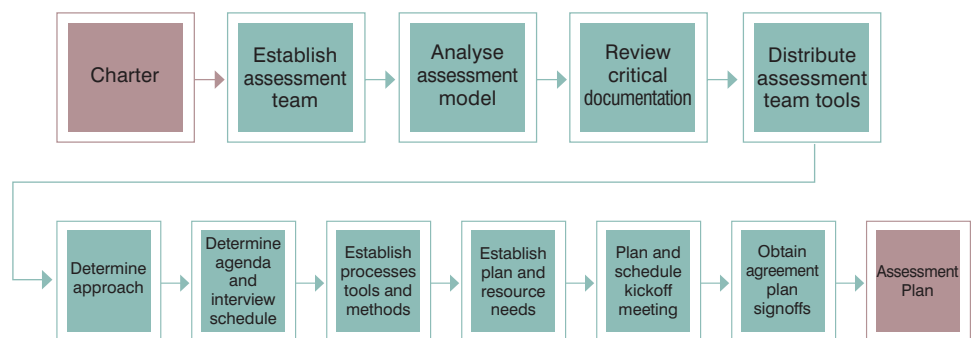 Charter
Establish
assessment
team
Analyse
assessment
model
Review
critical
documentation
Distribute
assessment
team tools
Determine
approach
Determine
agenda
and
interview
schedule
Establish
processes
tools and
methods
Establish
plan and
resource
needs
Plan and
schedule
kickoff
meeting
Obtain
agreement
plan
signoffs
Assessment
Plan